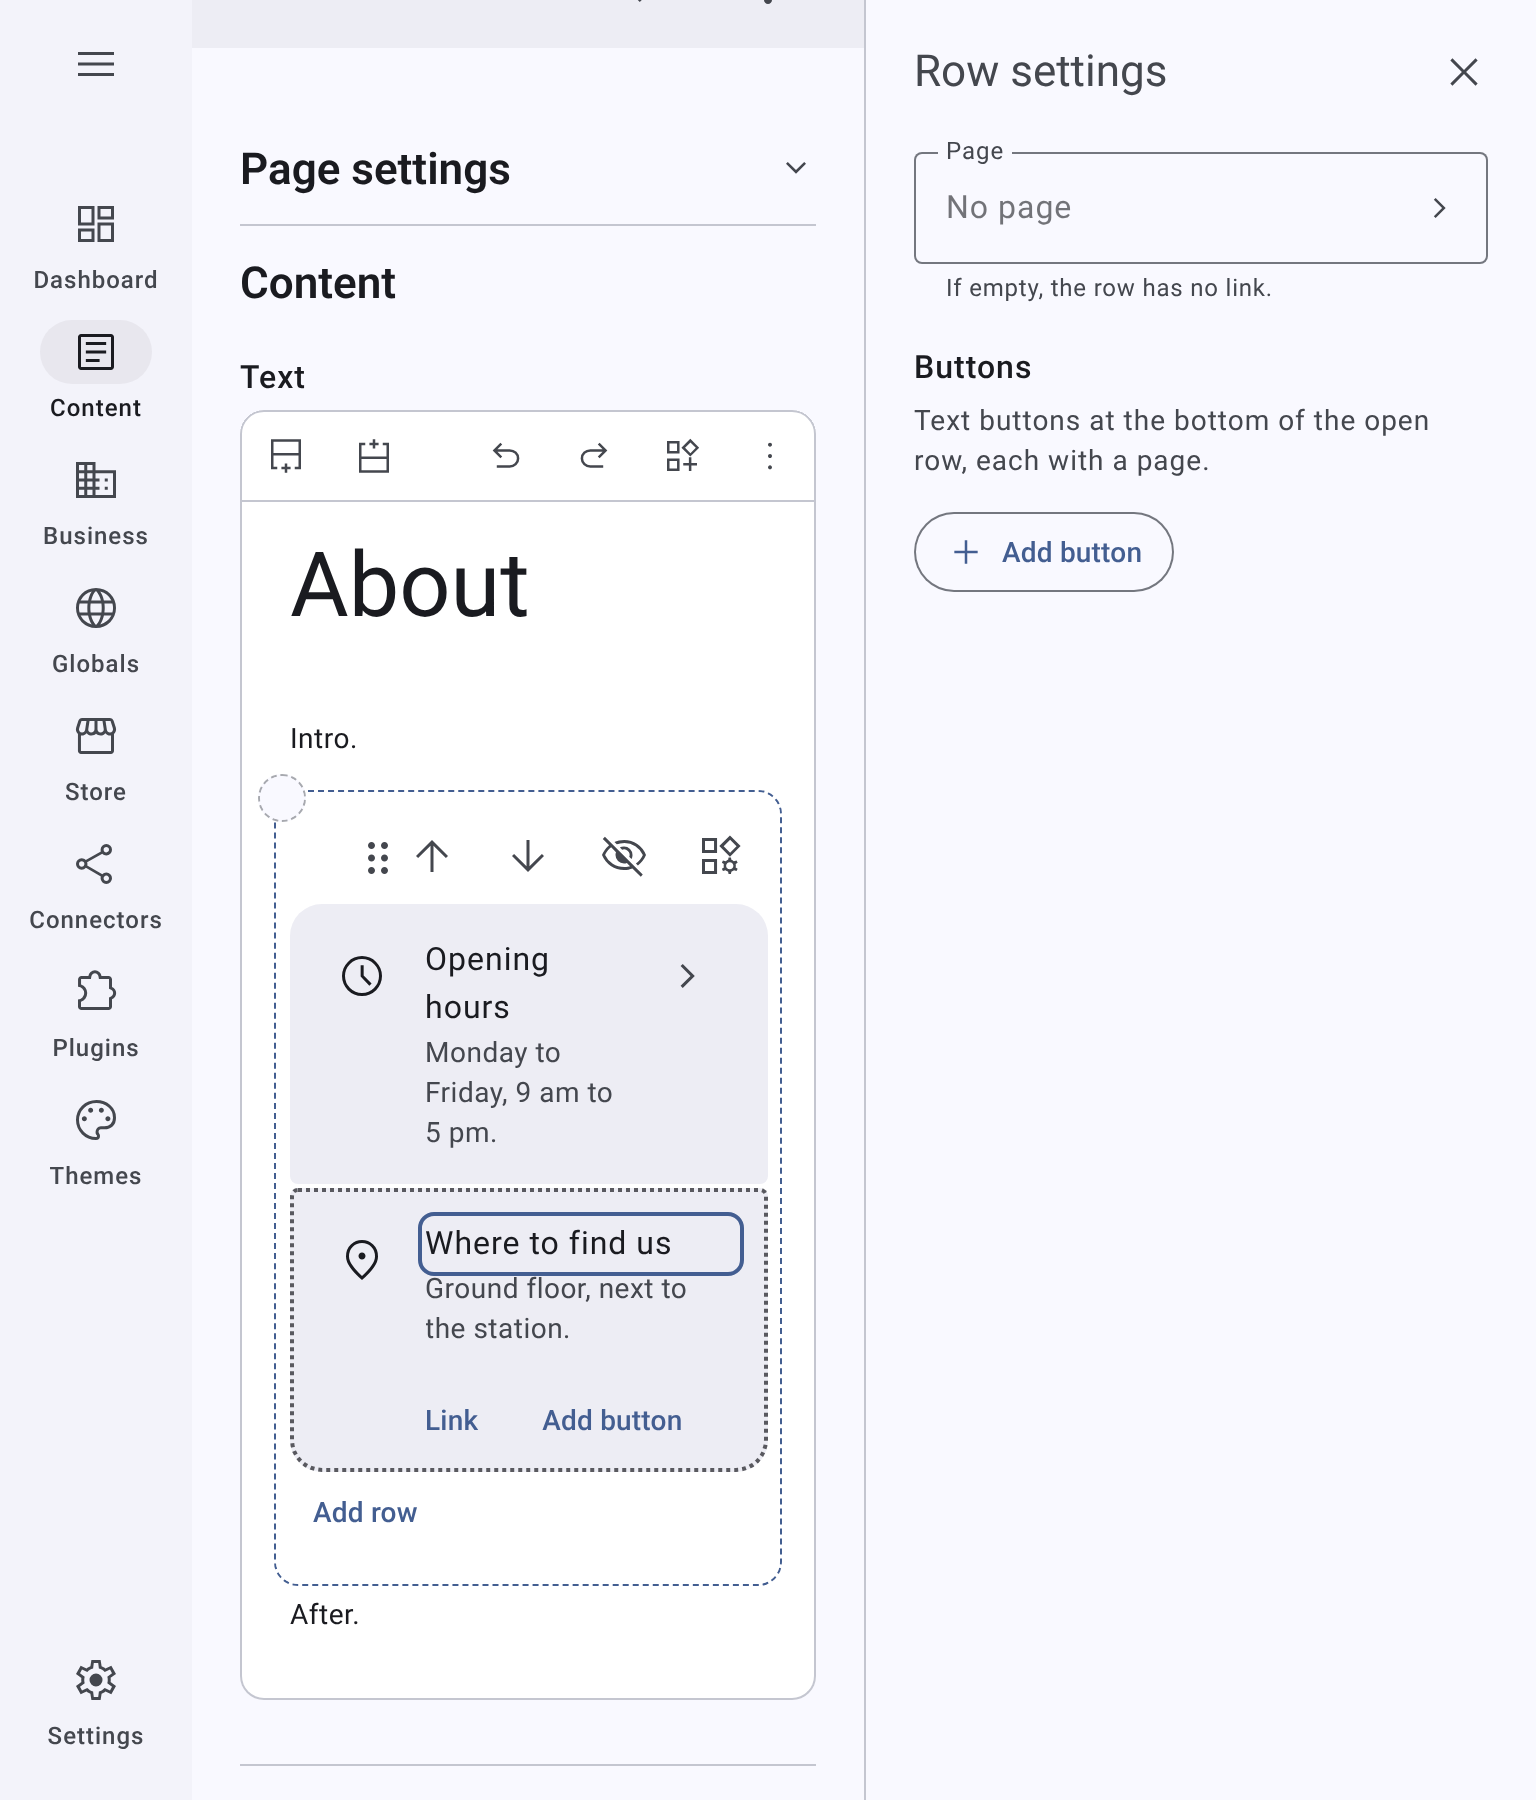 Dashboard
Content
Business
Globals
Store
Connectors
Plugins
Themes
Settings
Page settings
Content
Text
About
Intro.
Opening
hours
Monday to
Friday, 9 am to
5 pm.
Where to find us
Ground floor, next to
the station.
Link Add button
Add row
After.
Row settings
Page
No page
If empty, the row has no link.
Buttons
Text buttons at the bottom of the open
row, each with a page.
Add button